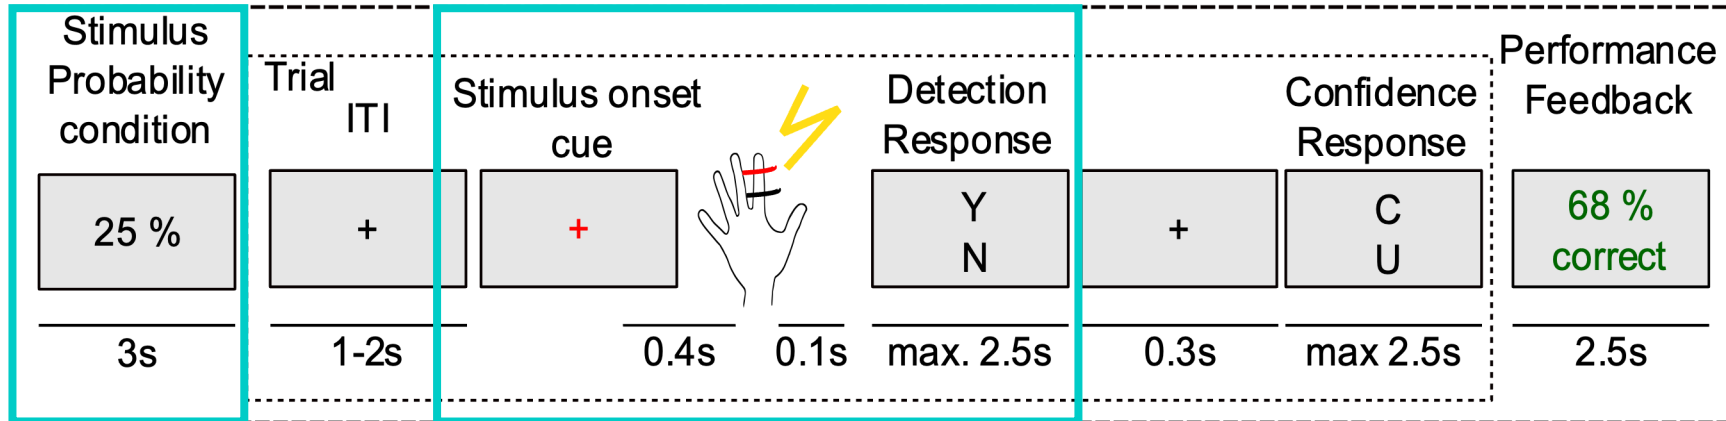 Stimulus
Probability
condition
25 %
3s
Trial
ITI
+
1-2s
Stimulus onset
cue
+
0.4s
0.1s
Detection
Response
Y
N
max. 2.5s
+
0.3s
Confidence
Response
C
U
max 2.5s
Performance
Feedback
68 %
correct
2.5s